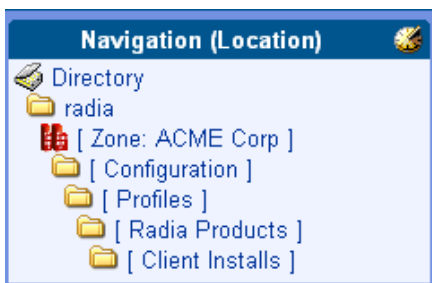 Navigation (Location)
Directory
radia
[ Zone: ACME Corp ]
[ Configuration ]
[ Profiles ]
[ Radia Products ]
[ Client Installs ]